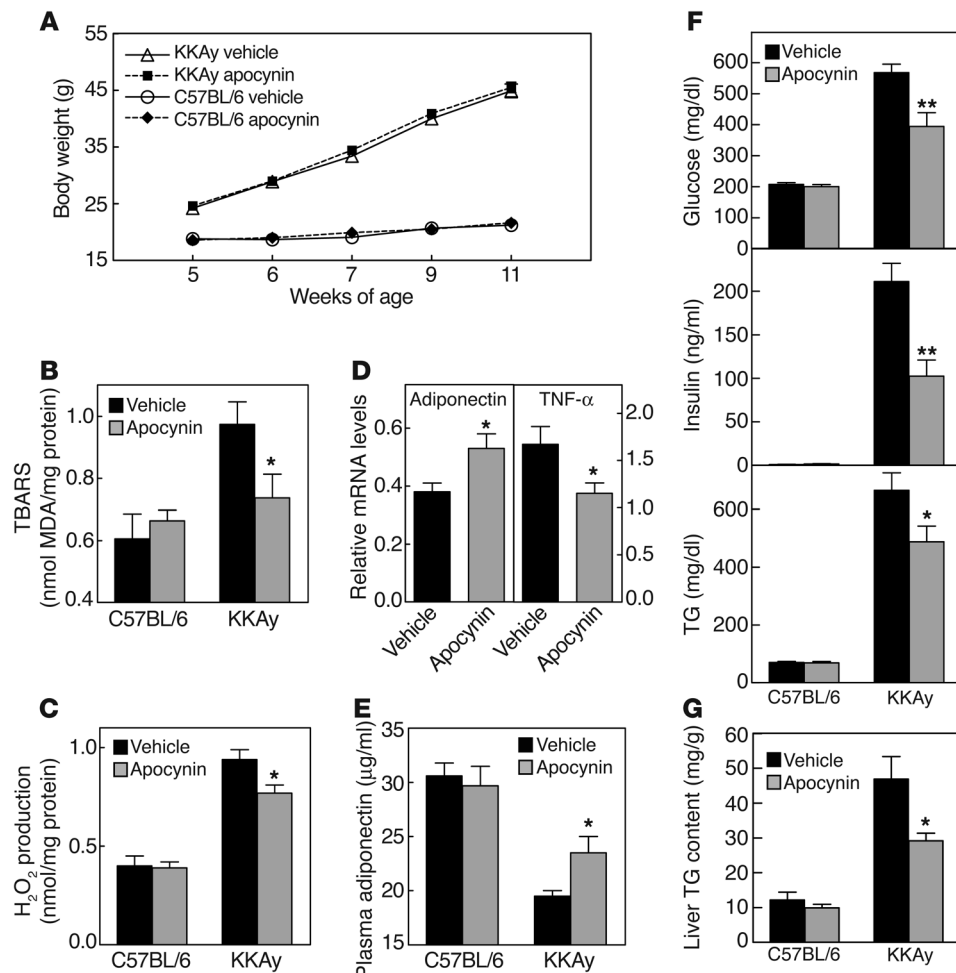 A
Body weight (g)
55
45
35
25
15
KKAy vehicle
KKAy apocynin
C57BL/6 vehicle
C57BL/6 apocynin
5 6 7 9 11
Weeks of age
B
TBARS
(nmol MDA/mg protein)
1.0
0.8
0.6
0.4
Vehicle
Apocynin
*
C57BL/6 KKAy
C
H2O2 production
(nmol/mg protein)
1.0
0.5
0.0
Vehicle
Apocynin
*
C57BL/6 KKAy
D
Relative mRNA levels
0.6
0.4
0.2
0.0
Adiponectin TNF-α
* *
2.0
1.5
1.0
0.5
0.0
Vehicle Apocynin Vehicle Apocynin
E
Plasma adiponectin (μg/ml)
35
30
25
20
15
Vehicle
Apocynin
*
C57BL/6 KKAy
F
Glucose (mg/dl)
600
500
400
300
200
100
0
Vehicle
Apocynin
**
Insulin (ng/ml)
200
150
100
50
0
**
TG (mg/dl)
600
400
200
0
*
C57BL/6 KKAy
G
Liver TG content (mg/g)
60
50
40
30
20
10
0
Vehicle
Apocynin
*
C57BL/6 KKAy